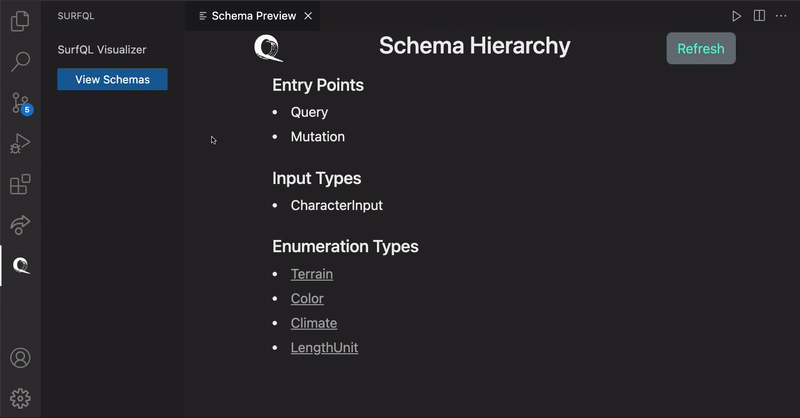 SURFQL
Schema Preview
SurfQL Visualizer
View Schemas
5
Schema Hierarchy
Refresh
Entry Points
Query
Mutation
Input Types
CharacterInput
Enumeration Types
Terrain
Color
Climate
LengthUnit